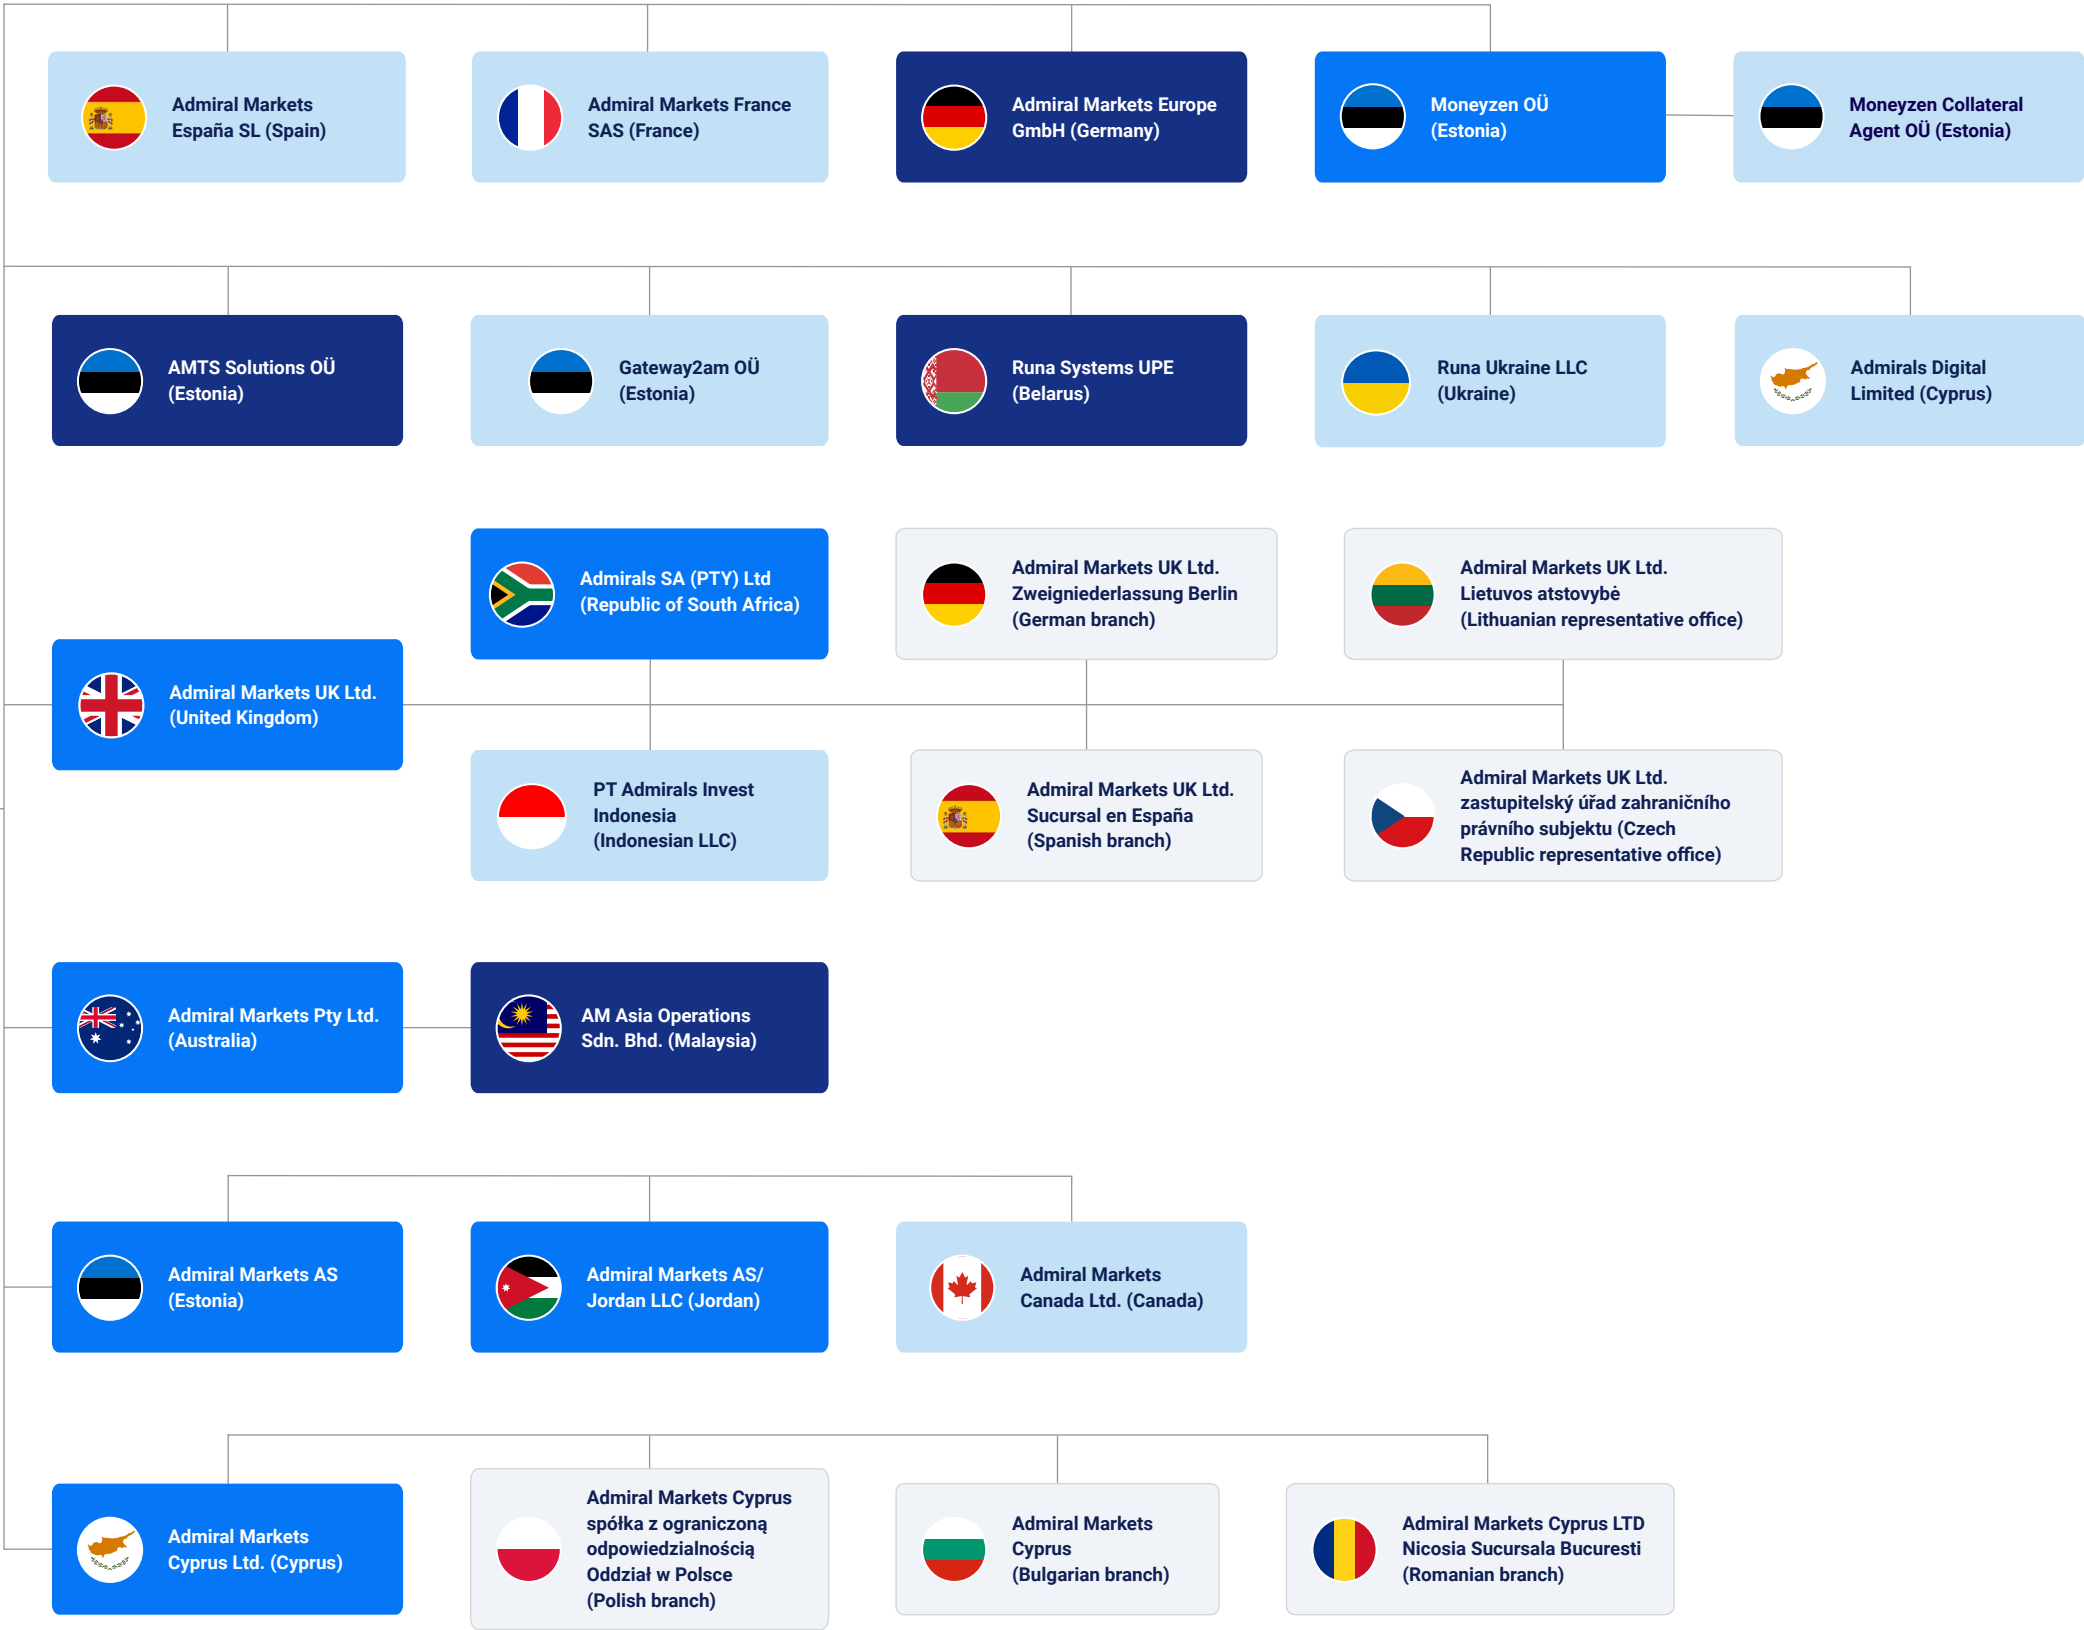 Admiral Markets
España SL (Spain)
Admiral Markets France
SAS (France)
Admiral Markets Europe
GmbH (Germany)
Moneyzen OÜ
(Estonia)
Moneyzen Collateral
Agent OÜ (Estonia)
AMTS Solutions OÜ
(Estonia)
Gateway2am OÜ
(Estonia)
Runa Systems UPE
(Belarus)
Runa Ukraine LLC
(Ukraine)
Admirals Digital
Limited (Cyprus)
Admirals SA (PTY) Ltd
(Republic of South Africa)
Admiral Markets UK Ltd.
Zweigniederlassung Berlin
(German branch)
Admiral Markets UK Ltd.
Lietuvos atstovybė
(Lithuanian representative office)
Admiral Markets UK Ltd.
(United Kingdom)
PT Admirals Invest
Indonesia
(Indonesian LLC)
Admiral Markets UK Ltd.
Sucursal en España
(Spanish branch)
Admiral Markets UK Ltd.
zastupitelský úřad zahraničního
právního subjektu (Czech
Republic representative office)
Admiral Markets Pty Ltd.
(Australia)
AM Asia Operations
Sdn. Bhd. (Malaysia)
Admiral Markets AS
(Estonia)
Admiral Markets AS/
Jordan LLC (Jordan)
Admiral Markets
Canada Ltd. (Canada)
Admiral Markets
Cyprus Ltd. (Cyprus)
Admiral Markets Cyprus
spółka z ograniczoną
odpowiedzialnością
Oddział w Polsce
(Polish branch)
Admiral Markets
Cyprus
(Bulgarian branch)
Admiral Markets Cyprus LTD
Nicosia Sucursala Bucuresti
(Romanian branch)